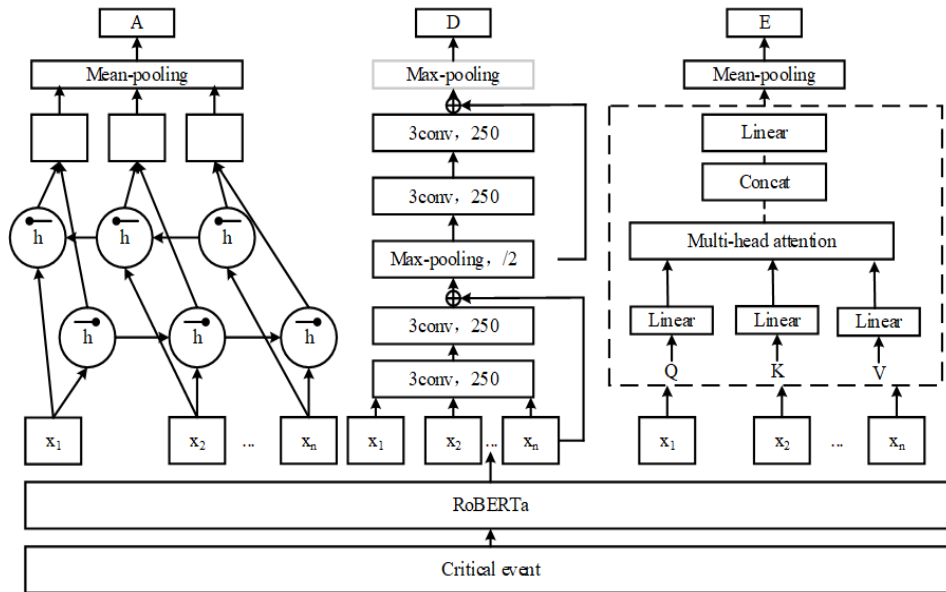 A
D
E
Mean-pooling
Max-pooling
Mean-pooling
3conv，250
Linear
3conv，250
Concat
h
h
h
Max-pooling，/2
Multi-head attention
h
h
h
3conv，250
Linear
Linear
Linear
3conv，250
Q
K
V
x1
x2
...
xn
x1
x2
...
xn
x1
x2
...
xn
RoBERTa
Critical event